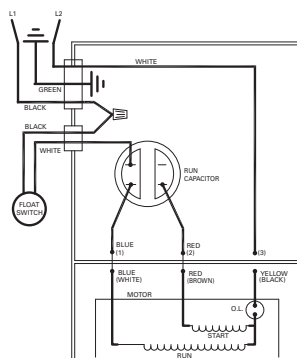 L1 L2
WHITE
GREEN
BLACK
BLACK
WHITE
FLOAT
SWITCH
RUN
CAPACITOR
BLUE
(1)
RED
(2)
(3)
BLUE
(WHITE)
RED
(BROWN)
YELLOW
(BLACK)
MOTOR
O.L.
START
RUN